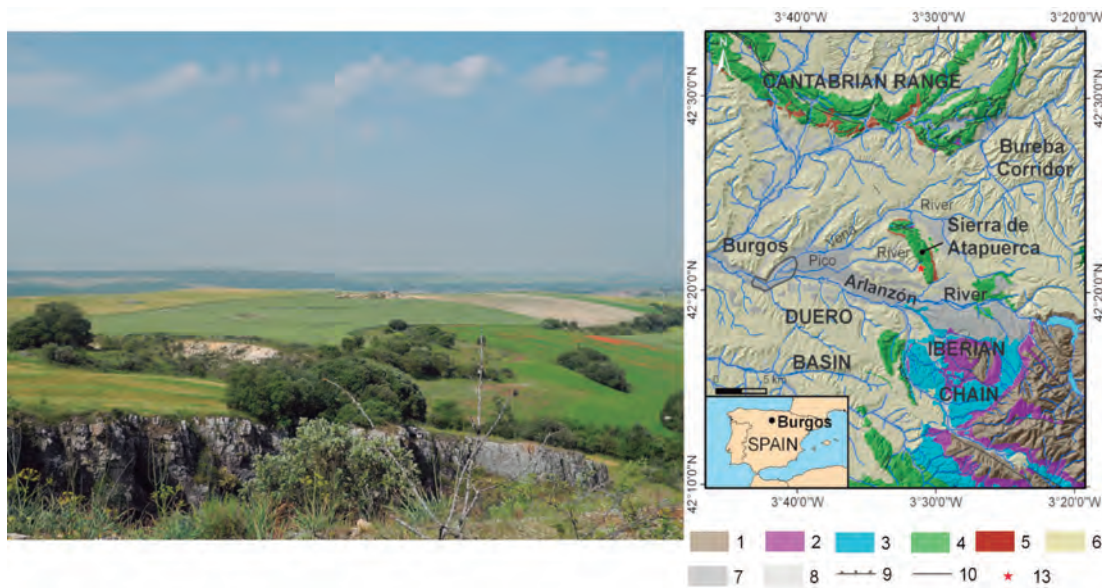 3°40'0"W 3°30'0"W 3°20'0"W
N
CANTABRIAN RANGE
42°30'0"N 42°30'0"N
Bureba
Corridor
River
Sierra de
Atapuerca
Burgos
Vena
Pico
River
Arlanzón River
42°20'0"N 42°20'0"N
DUERO
BASIN
IBERIAN
CHAIN
5 km
Burgos
SPAIN
42°10'0"N 42°10'0"N
3°40'0"W 3°30'0"W 3°20'0"W
1 2 3 4 5 6
7 8 9 10 13